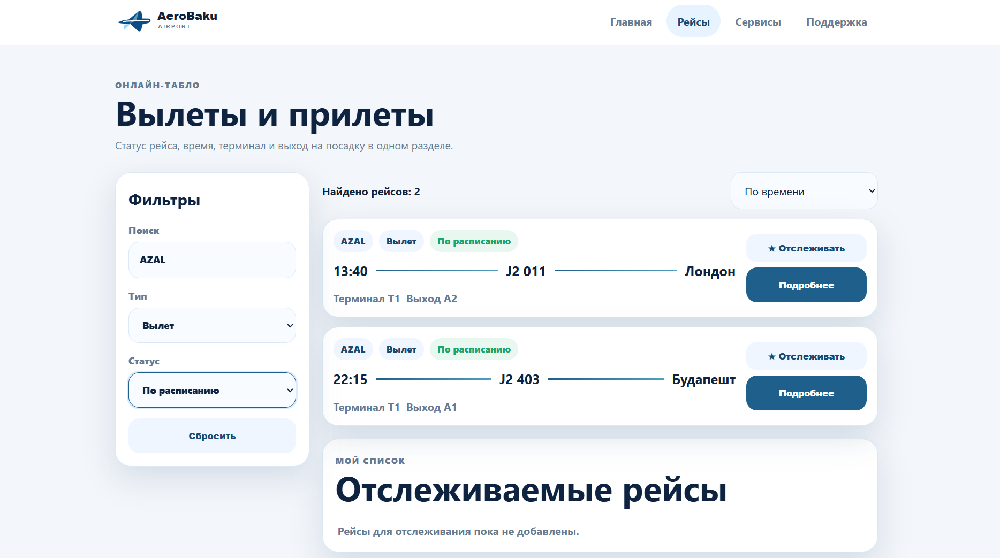 AeroBaku
AIRPORT
Главная Рейсы Сервисы Поддержка
ОНЛАЙН-ТАБЛО
Вылеты и прилеты
Статус рейса, время, терминал и выход на посадку в одном разделе.
Фильтры
Поиск
AZAL
Тип
Вылет
Статус
По расписанию
Сбросить
Найдено рейсов: 2
По времени
AZAL Вылет По расписанию
13:40 J2 011 Лондон
Терминал T1 Выход A2
★ Отслеживать
Подробнее
AZAL Вылет По расписанию
22:15 J2 403 Будапешт
Терминал T1 Выход A1
★ Отслеживать
Подробнее
МОЙ СПИСОК
Отслеживаемые рейсы
Рейсы для отслеживания пока не добавлены.